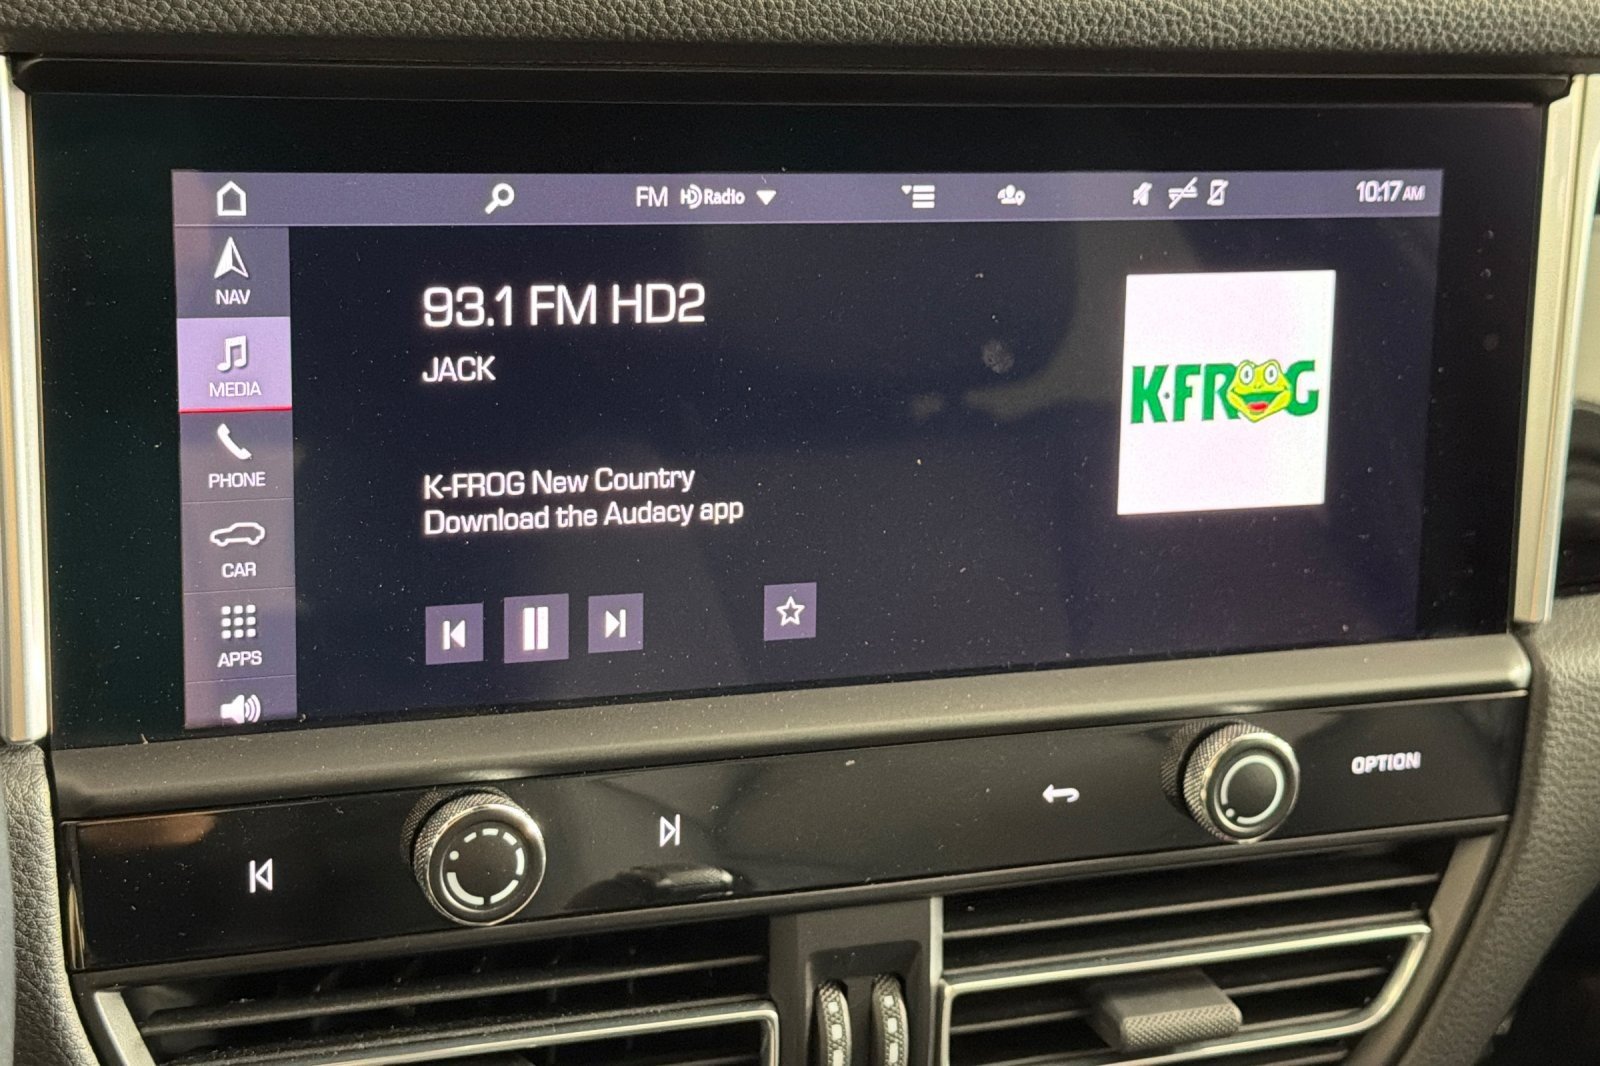 FM HD Radio
10:17 AM
NAV
MEDIA
PHONE
CAR
APPS
93.1 FM HD2
JACK
K-FROG New Country
Download the Audacy app
K·FROG
OPTION